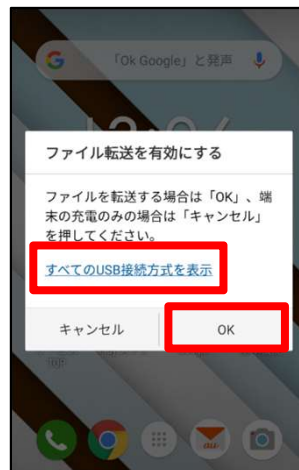 「Ok Google」と発声
ファイル転送を有効にする
ファイルを転送する場合は「OK」、端
末の充電のみの場合は「キャンセル」
を押してください。
すべてのUSB接続方式を表示
キャンセル
OK
au